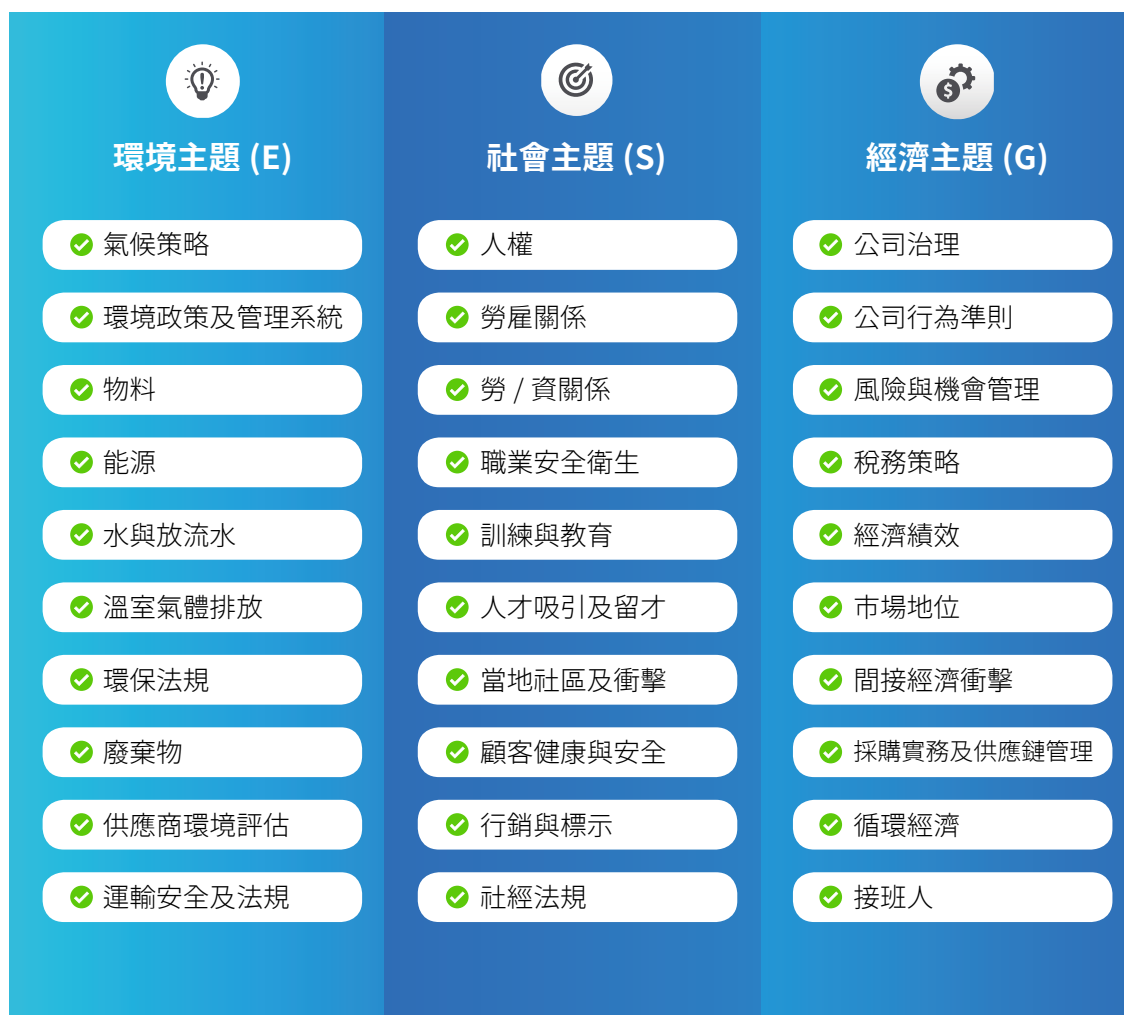 環境主題 (E)
氣候策略
環境政策及管理系統
物料
能源
水與放流水
溫室氣體排放
環保法規
廢棄物
供應商環境評估
運輸安全及法規
社會主題 (S)
人權
勞雇關係
勞 / 資關係
職業安全衛生
訓練與教育
人才吸引及留才
當地社區及衝擊
顧客健康與安全
行銷與標示
社經法規
經濟主題 (G)
公司治理
公司行為準則
風險與機會管理
稅務策略
經濟績效
市場地位
間接經濟衝擊
採購實務及供應鏈管理
循環經濟
接班人